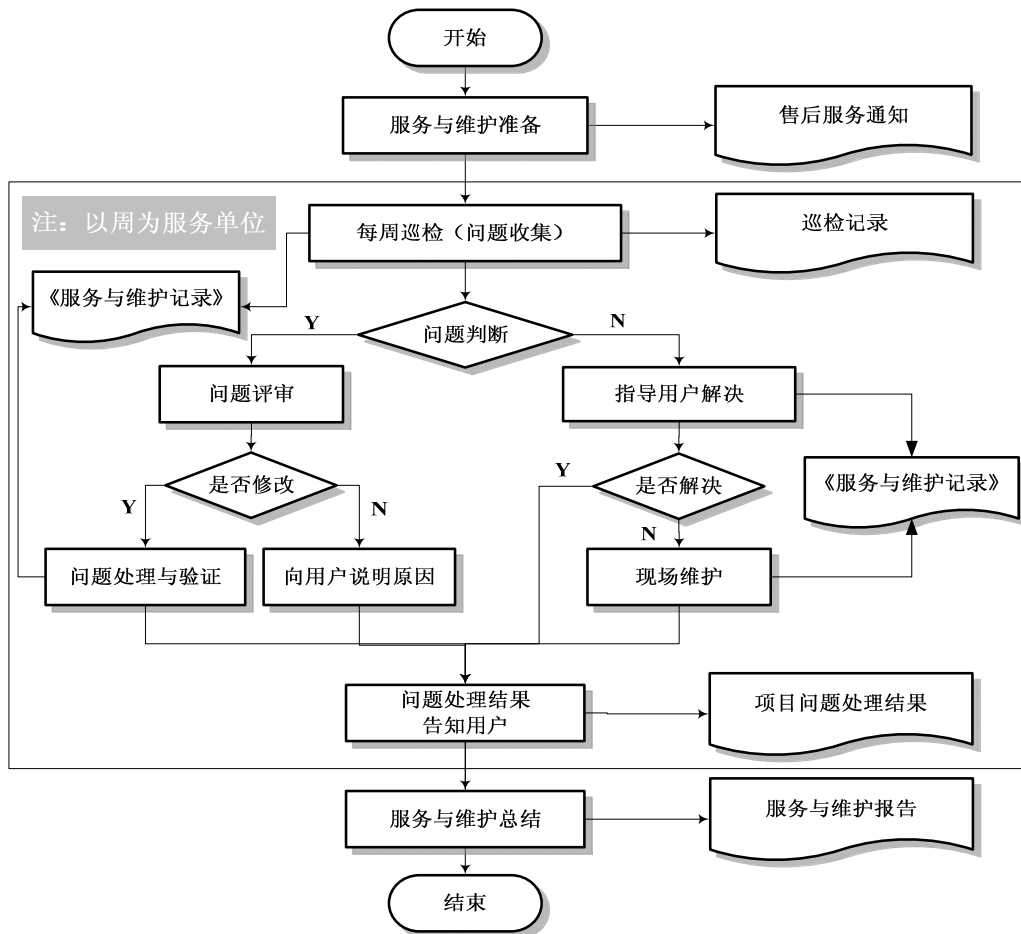 开始
服务与维护准备
售后服务通知
注：以周为服务单位
每周巡检（问题收集）
巡检记录
《服务与维护记录》
Y
问题判断
N
问题评审
指导用户解决
Y
是否修改
N
Y
是否解决
N
《服务与维护记录》
问题处理与验证
向用户说明原因
现场维护
问题处理结果
告知用户
项目问题处理结果
服务与维护总结
服务与维护报告
结束